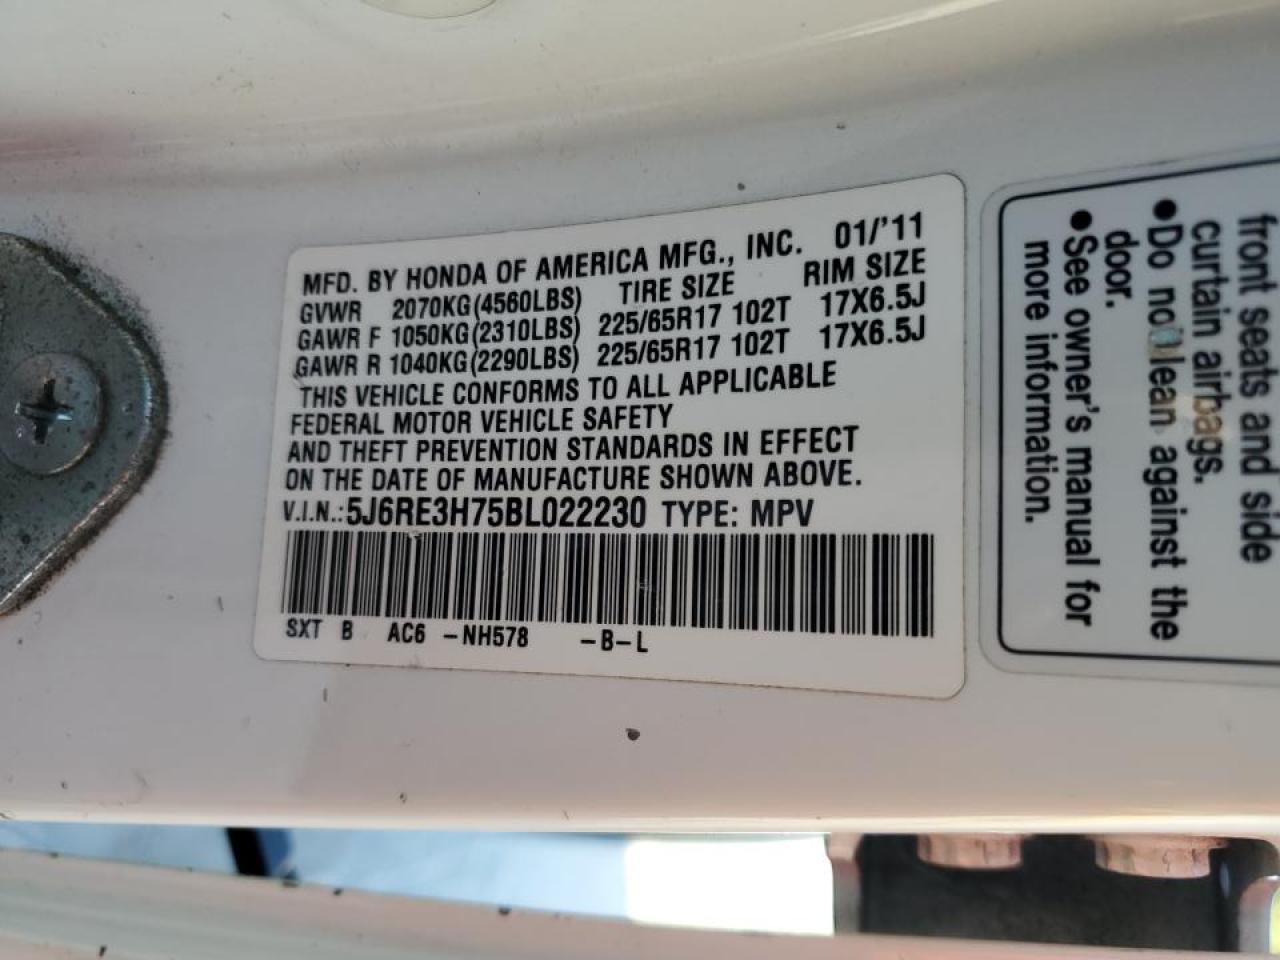 MFD. BY HONDA OF AMERICA MFG., INC. 01/'11
GVWR 2070KG(4560LBS) TIRE SIZE RIM SIZE
GAWR F 1050KG(2310LBS) 225/65R17 102T 17X6.5J
GAWR R 1040KG(2290LBS) 225/65R17 102T 17X6.5J
THIS VEHICLE CONFORMS TO ALL APPLICABLE
FEDERAL MOTOR VEHICLE SAFETY
AND THEFT PREVENTION STANDARDS IN EFFECT
ON THE DATE OF MANUFACTURE SHOWN ABOVE.
V.I.N.: 5J6RE3H75BL022230 TYPE: MPV
SXT B AC6 -NH578 -B-L
front seats and side
curtain airbags.
●Do not clean against the
door.
●See owner's manual for
more information.